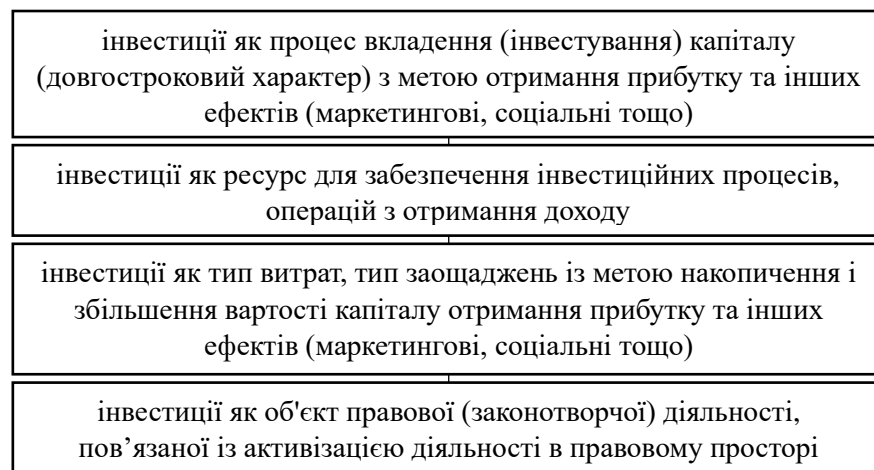 інвестиції як процес вкладення (інвестування) капіталу
(довгостроковий характер) з метою отримання прибутку та інших
ефектів (маркетингові, соціальні тощо)
інвестиції як ресурс для забезпечення інвестиційних процесів,
операцій з отримання доходу
інвестиції як тип витрат, тип заощаджень із метою накопичення і
збільшення вартості капіталу отримання прибутку та інших
ефектів (маркетингові, соціальні тощо)
інвестиції як об'єкт правової (законотворчої) діяльності,
пов’язаної із активізацією діяльності в правовому просторі